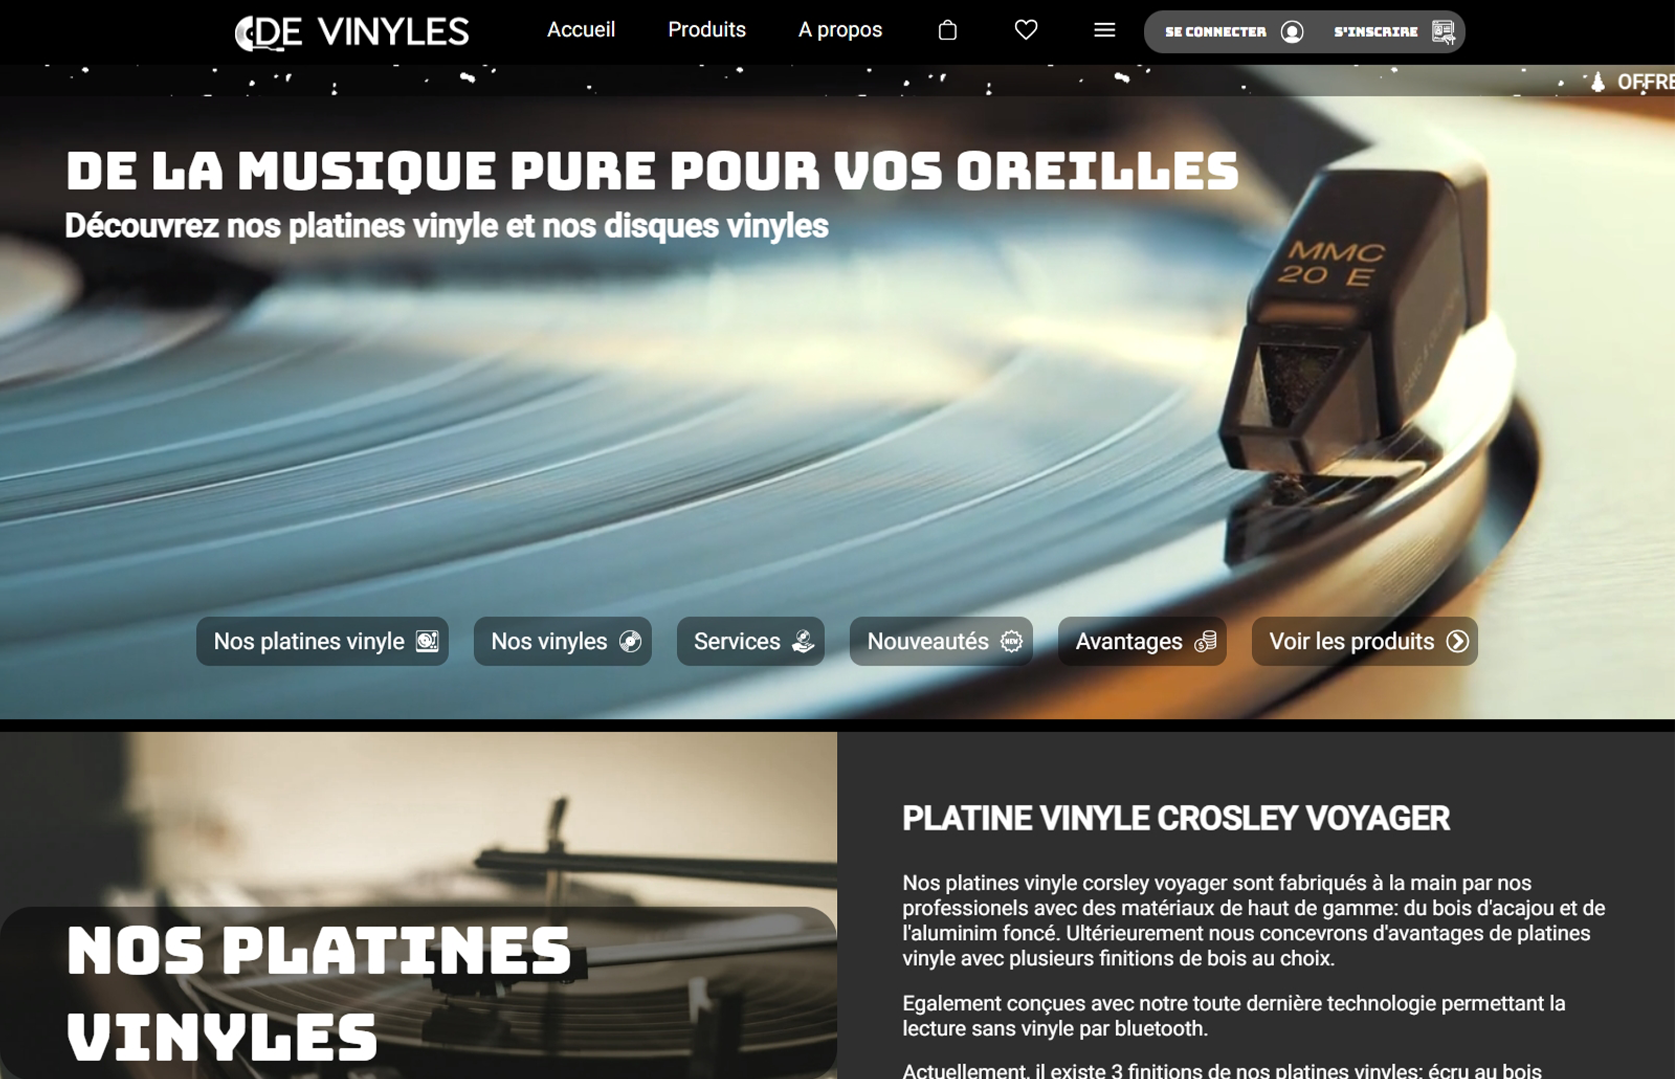 DE VINYLES
Accueil
Produits
A propos
SE CONNECTER
S'INSCRIRE
OFFRE
DE LA MUSIQUE PURE POUR VOS OREILLES
Découvrez nos platines vinyle et nos disques vinyles
MMC
20 E
Nos platines vinyle
Nos vinyles
Services
Nouveautés
NEW
Avantages
Voir les produits
NOS PLATINES
VINYLES
PLATINE VINYLE CROSLEY VOYAGER
Nos platines vinyle corsley voyager sont fabriqués à la main par nos
professionels avec des matériaux de haut de gamme: du bois d'acajou et de
l'aluminim foncé. Ultérieurement nous concevrons d'avantages de platines
vinyle avec plusieurs finitions de bois au choix.
Egalement conçues avec notre toute dernière technologie permettant la
lecture sans vinyle par bluetooth.
Actuellement, il existe 3 finitions de nos platines vinyles: écru au bois